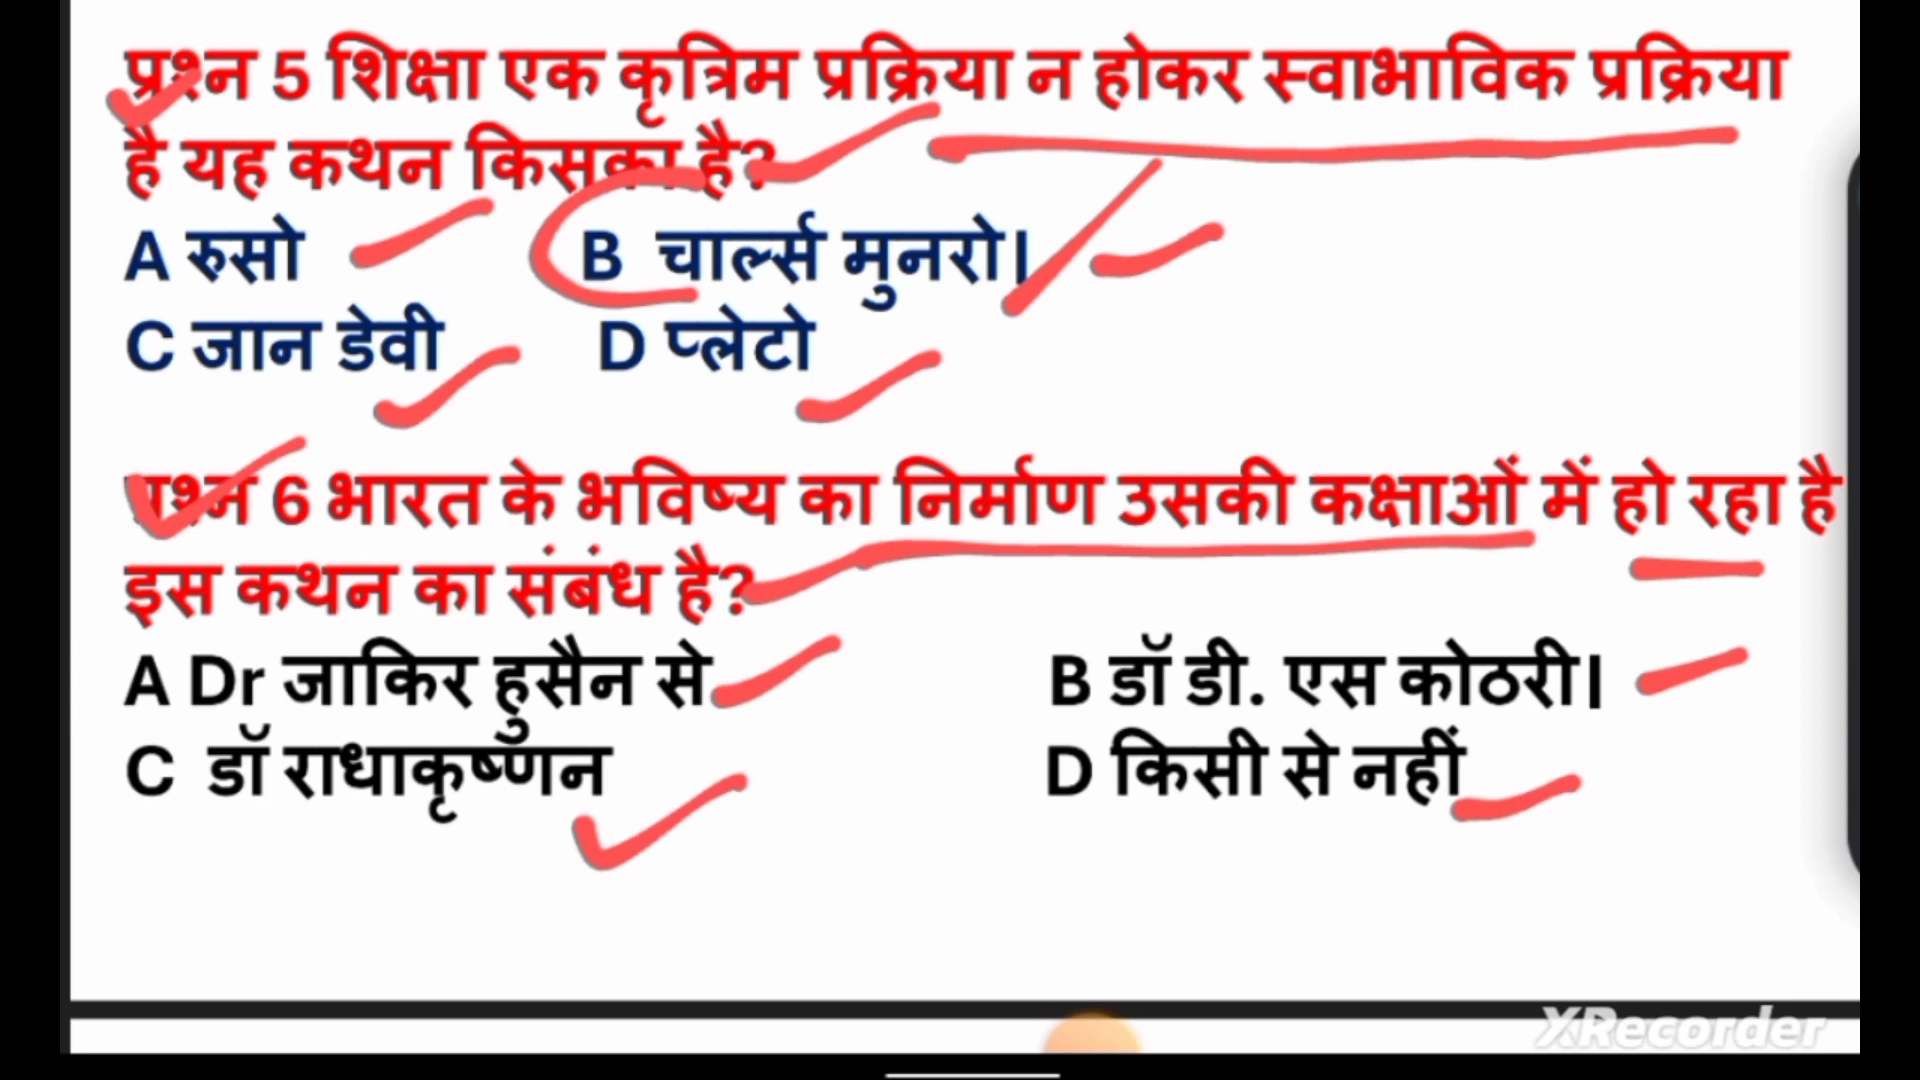 प्रश्न 5 शिक्षा एक कृत्रिम प्रक्रिया न होकर स्वाभाविक प्रक्रिया
है यह कथन किसका है?
A रुसो B चार्ल्स मुनरो।
C जान डेवी D प्लेटो
प्रश्न 6 भारत के भविष्य का निर्माण उसकी कक्षाओं में हो रहा है
इस कथन का संबंध है?
A Dr जाकिर हुसैन से B डॉ डी. एस कोठरी।
C डॉ राधाकृष्णन D किसी से नहीं
XRecorder